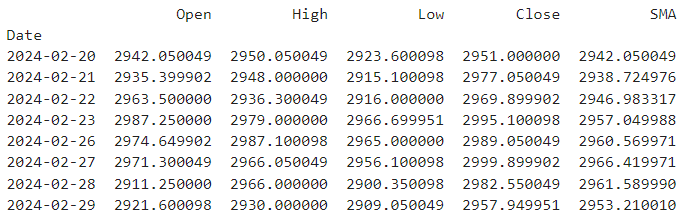 Open High Low Close SMA
Date
2024-02-20 2942.050049 2950.050049 2923.600098 2951.000000 2942.050049
2024-02-21 2935.399902 2948.000000 2915.100098 2977.050049 2938.724976
2024-02-22 2963.500000 2936.300049 2916.000000 2969.899902 2946.983317
2024-02-23 2987.250000 2979.000000 2966.699951 2995.100098 2957.049988
2024-02-26 2974.649902 2987.100098 2965.000000 2989.050049 2960.569971
2024-02-27 2971.300049 2966.050049 2956.100098 2999.899902 2966.419971
2024-02-28 2911.250000 2966.000000 2900.350098 2982.550049 2961.589990
2024-02-29 2921.600098 2930.000000 2909.050049 2957.949951 2953.210010